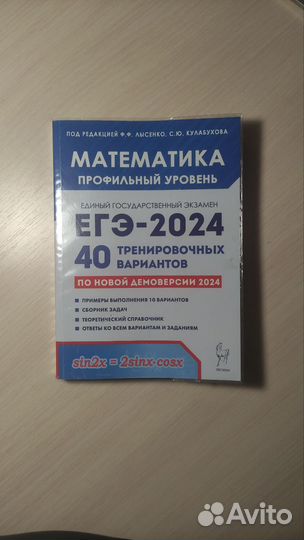 ПОД РЕДАКЦИЕЙ Ф.Ф. ЛЫСЕНКО, С.Ю. КУЛАБУХОВА
МАТЕМАТИКА
ПРОФИЛЬНЫЙ УРОВЕНЬ
ЕДИНЫЙ ГОСУДАРСТВЕННЫЙ ЭКЗАМЕН
ЕГЭ-2024
40 ТРЕНИРОВОЧНЫХ
ВАРИАНТОВ
ПО НОВОЙ ДЕМОВЕРСИИ 2024
ПРИМЕРЫ ВЫПОЛНЕНИЯ 10 ВАРИАНТОВ
СБОРНИК ЗАДАЧ
ТЕОРЕТИЧЕСКИЙ СПРАВОЧНИК
ОТВЕТЫ КО ВСЕМ ВАРИАНТАМ И ЗАДАНИЯМ
sin2x = 2sinx·cosx
Avito